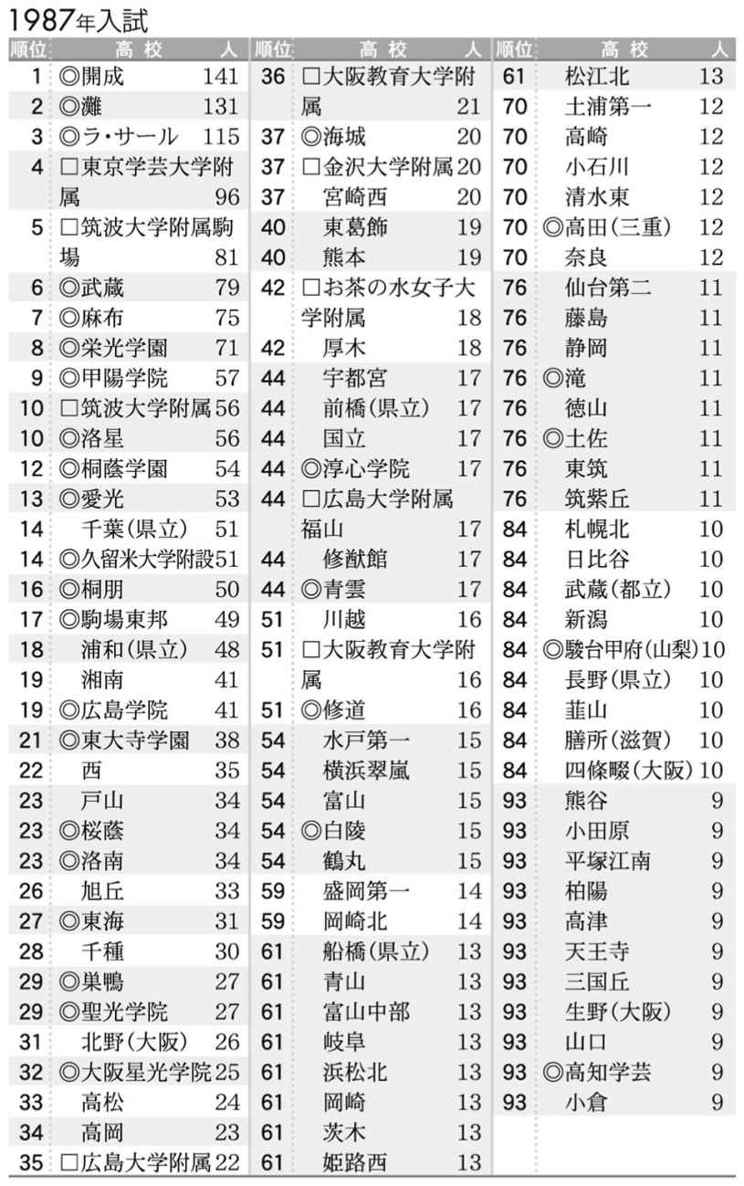 1987年入試
順位 高校 人
1 ◎開成 141
2 ◎灘 131
3 ◎ラ・サール 115
4 □東京学芸大学附
属 96
5 □筑波大学附属駒
場 81
6 ◎武蔵 79
7 ◎麻布 75
8 ◎栄光学園 71
9 ◎甲陽学院 57
10 □筑波大学附属 56
10 ◎洛星 56
12 ◎桐蔭学園 54
13 ◎愛光 53
14 千葉(県立) 51
14 ◎久留米大学附設 51
16 ◎桐朋 50
17 ◎駒場東邦 49
18 浦和(県立) 48
19 湘南 41
19 ◎広島学院 41
21 ◎東大寺学園 38
22 西 35
23 戸山 34
23 ◎桜蔭 34
23 ◎洛南 34
26 旭丘 33
27 ◎東海 31
28 千種 30
29 ◎巣鴨 27
29 ◎聖光学院 27
31 北野(大阪) 26
32 ◎大阪星光学院 25
33 高松 24
34 高岡 23
35 □広島大学附属 22
順位 高校 人
36 □大阪教育大学附
属 21
37 ◎海城 20
37 □金沢大学附属 20
37 宮崎西 20
40 東葛飾 19
40 熊本 19
42 □お茶の水女子大
学附属 18
42 厚木 18
44 宇都宮 17
44 前橋(県立) 17
44 国立 17
44 ◎淳心学院 17
44 □広島大学附属
福山 17
44 修猷館 17
44 ◎青雲 17
51 川越 16
51 □大阪教育大学附
属 16
51 ◎修道 16
54 水戸第一 15
54 横浜翠嵐 15
54 富山 15
54 ◎白陵 15
54 鶴丸 15
59 盛岡第一 14
59 岡崎北 14
61 船橋(県立) 13
61 青山 13
61 富山中部 13
61 岐阜 13
61 浜松北 13
61 岡崎 13
61 茨木 13
61 姫路西 13
順位 高校 人
61 松江北 13
70 土浦第一 12
70 高崎 12
70 小石川 12
70 清水東 12
70 ◎高田(三重) 12
70 奈良 12
76 仙台第二 11
76 藤島 11
76 静岡 11
76 ◎滝 11
76 徳山 11
76 ◎土佐 11
76 東筑 11
76 筑紫丘 11
84 札幌北 10
84 日比谷 10
84 武蔵(都立) 10
84 新潟 10
84 ◎駿台甲府(山梨) 10
84 長野(県立) 10
84 韮山 10
84 膳所(滋賀) 10
84 四條畷(大阪) 10
93 熊谷 9
93 小田原 9
93 平塚江南 9
93 柏陽 9
93 高津 9
93 天王寺 9
93 三国丘 9
93 生野(大阪) 9
93 山口 9
93 ◎高知学芸 9
93 小倉 9